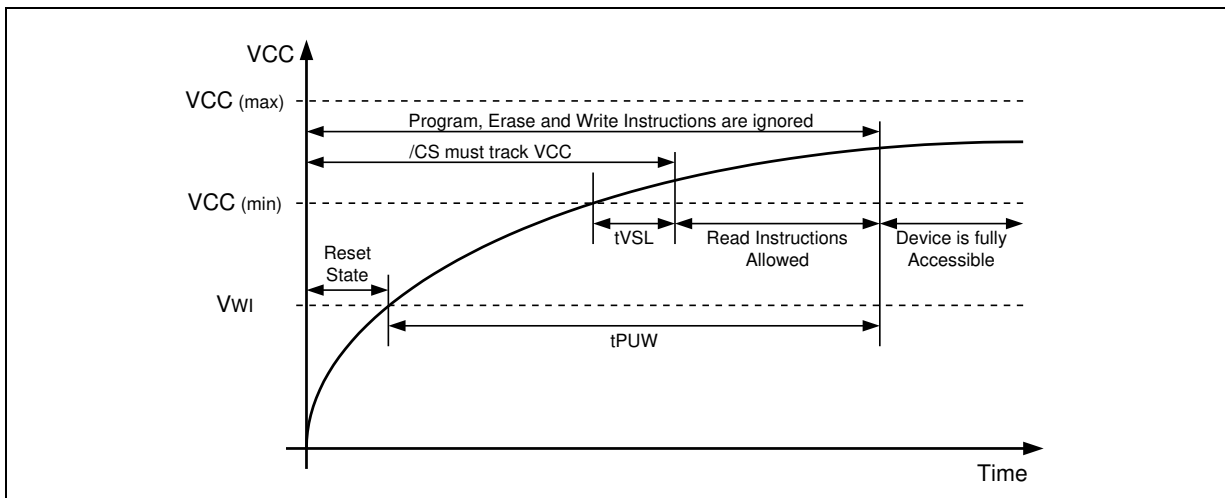 VCC
VCC (max)
Program, Erase and Write Instructions are ignored
/CS must track VCC
VCC (min)
tVSL
Read Instructions
Allowed
Device is fully
Accessible
Reset
State
VWI
tPUW
Time